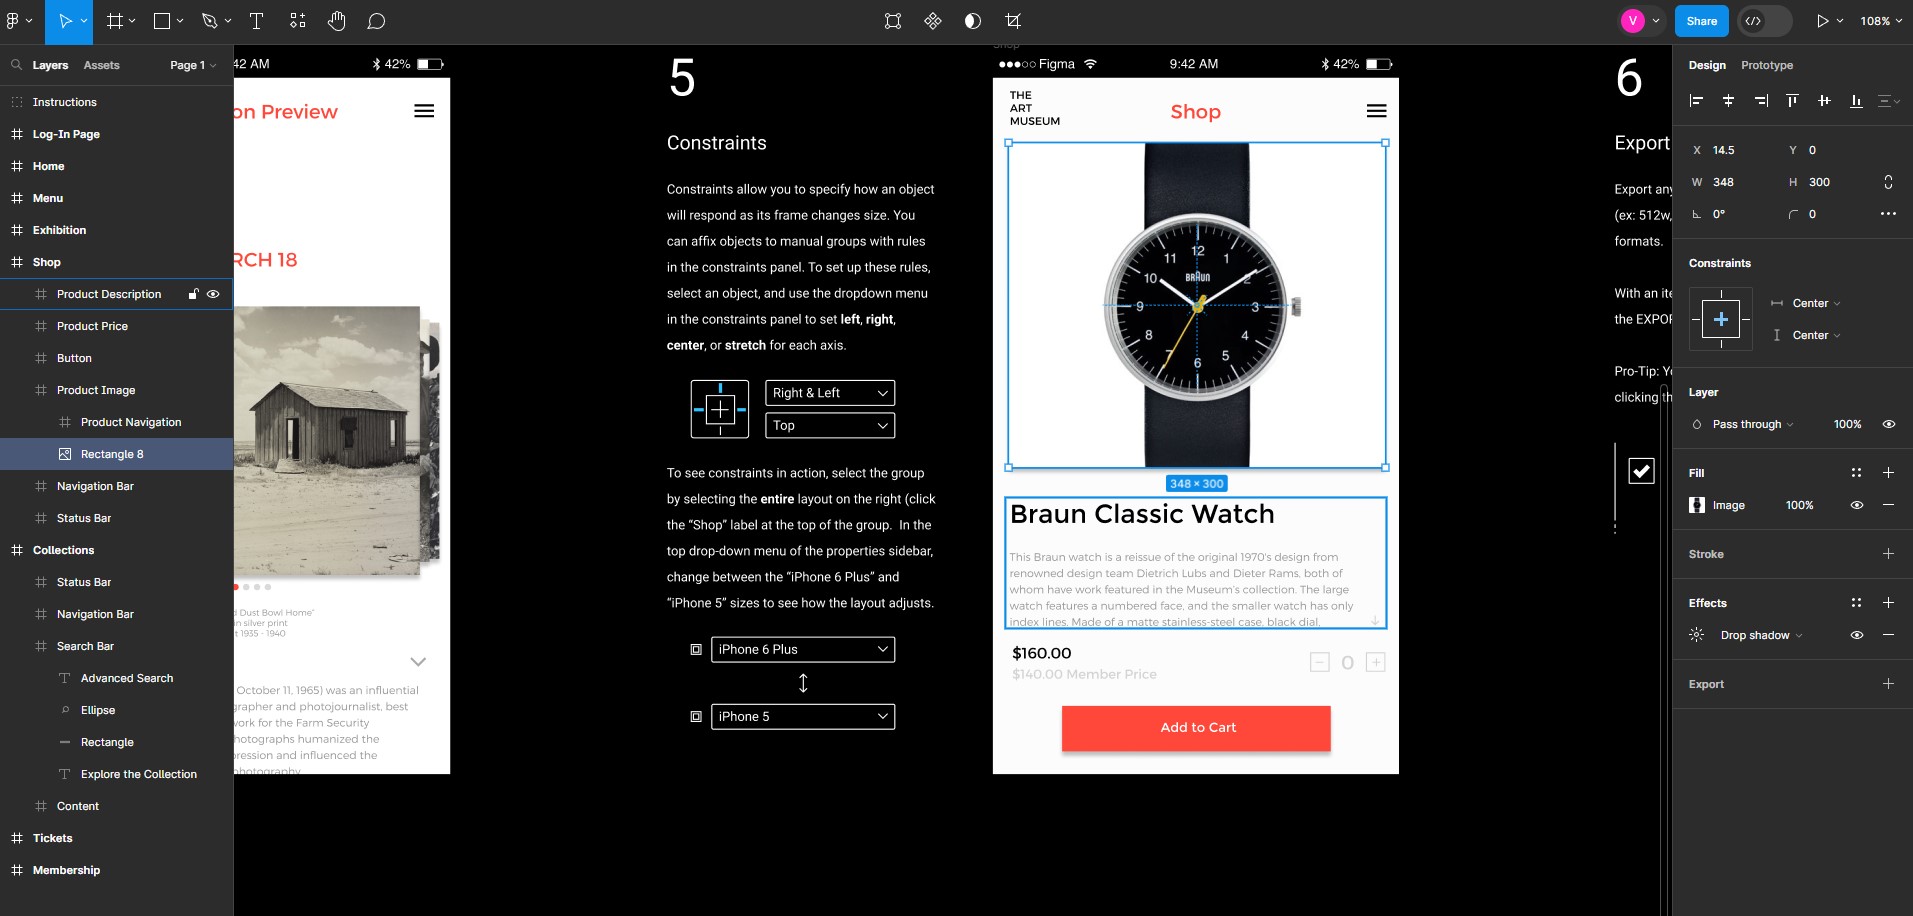 Share
108%
V
Layers
Assets
Page 1
Instructions
Log-In Page
Home
Menu
Exhibition
Shop
Product Description
Product Price
Button
Product Image
Product Navigation
Rectangle 8
Navigation Bar
Status Bar
Collections
Status Bar
Navigation Bar
Search Bar
Advanced Search
Ellipse
Rectangle
Explore the Collection
Content
Tickets
Membership
42 AM
42%
on Preview
RCH 18
d Dust Bowl Home"
in silver print
t 1935 - 1940
October 11, 1965) was an influential
grapher and photojournalist, best
work for the Farm Security
hotographs humanized the
pression and influenced the
photography
5
Constraints
Constraints allow you to specify how an object
will respond as its frame changes size. You
can affix objects to manual groups with rules
in the constraints panel. To set up these rules,
select an object, and use the dropdown menu
in the constraints panel to set left, right,
center, or stretch for each axis.
Right & Left
Top
To see constraints in action, select the group
by selecting the entire layout on the right (click
the “Shop” label at the top of the group. In the
top drop-down menu of the properties sidebar,
change between the “iPhone 6 Plus” and
“iPhone 5” sizes to see how the layout adjusts.
iPhone 6 Plus
iPhone 5
Shop
Figma
9:42 AM
42%
THE
ART
MUSEUM
Shop
12
1
2
3
4
5
6
7
8
9
10
11
BRAUN
348 × 300
Braun Classic Watch
This Braun watch is a reissue of the original 1970's design from
renowned design team Dietrich Lubs and Dieter Rams, both of
whom have work featured in the Museum's collection. The large
watch features a numbered face, and the smaller watch has only
index lines. Made of a matte stainless-steel case, black dial,
$160.00
$140.00 Member Price
0
Add to Cart
6
Export
Export any
(ex: 512w,
formats.
With an ite
the EXPOR
Pro-Tip: Yo
clicking th
Design
Prototype
X 14.5
Y 0
W 348
H 300
0°
0
Constraints
Center
Center
Layer
Pass through
100%
Fill
Image
100%
Stroke
Effects
Drop shadow
Export